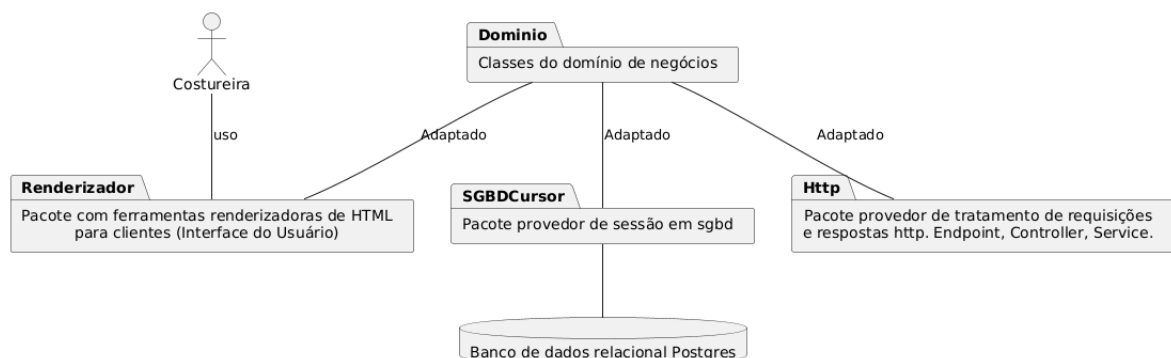 Dominio
Classes do domínio de negócios
Costureira
uso
Adaptado
Adaptado
Adaptado
Renderizador
Pacote com ferramentas renderizadoras de HTML
para clientes (Interface do Usuário)
SGBDCursor
Pacote provedor de sessão em sgbd
Http
Pacote provedor de tratamento de requisições
e respostas http. Endpoint, Controller, Service.
Banco de dados relacional Postgres